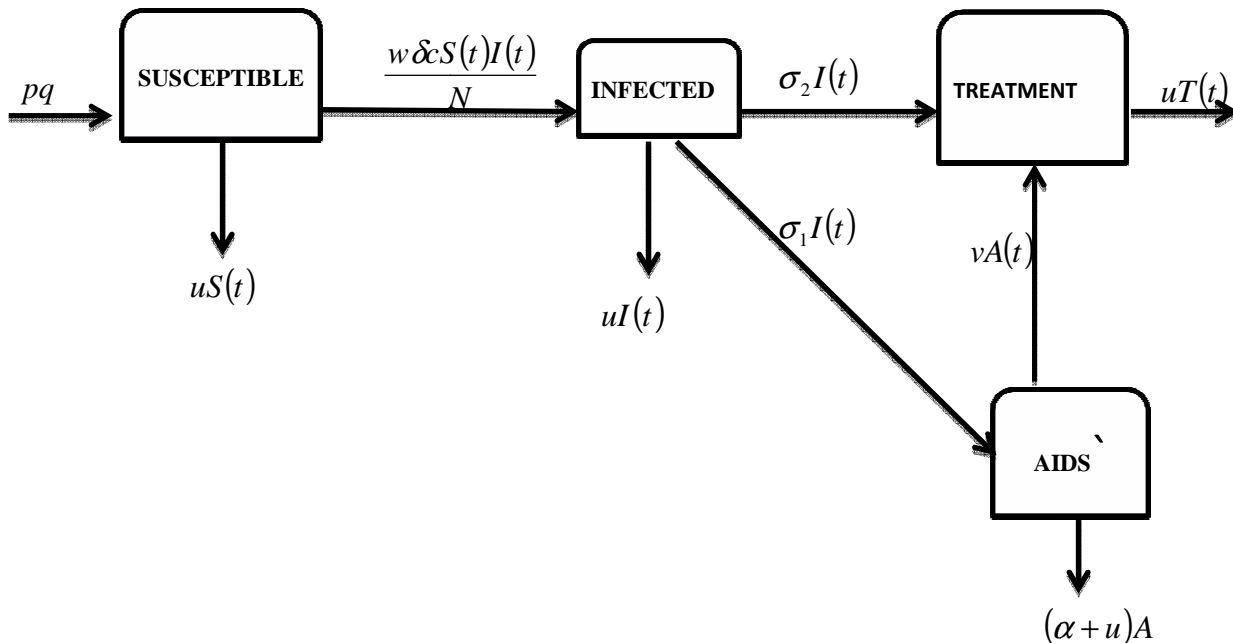 pq
SUSCEPTIBLE
wδcS(t)I(t)
N
INFECTED
σ₂I(t)
TREATMENT
uT(t)
uS(t)
uI(t)
σ₁I(t)
vA(t)
AIDS`
(α + u)A